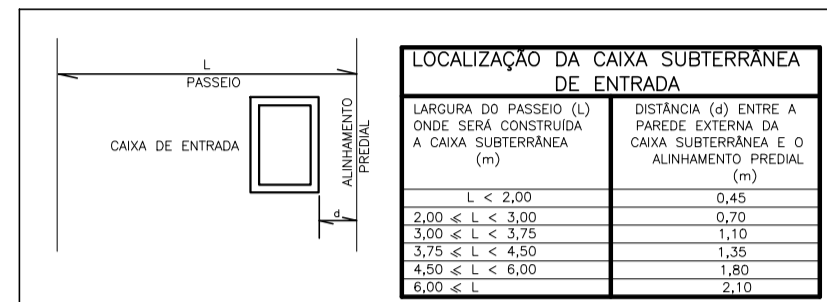 L
PASSEIO
CAIXA DE ENTRADA
ALINHAMENTO
PREDIAL
d
LOCALIZAÇÃO DA CAIXA SUBTERRÂNEA
DE ENTRADA
LARGURA DO PASSEIO (L)
ONDE SERÁ CONSTRUÍDA
A CAIXA SUBTERRÂNEA
(m)
DISTÂNCIA (d) ENTRE A
PAREDE EXTERNA DA
CAIXA SUBTERRÂNEA E O
ALINHAMENTO PREDIAL
(m)
L < 2,00 0,45
2,00 ⩽ L < 3,00 0,70
3,00 ⩽ L < 3,75 1,10
3,75 ⩽ L < 4,50 1,35
4,50 ⩽ L < 6,00 1,80
6,00 ⩽ L 2,10